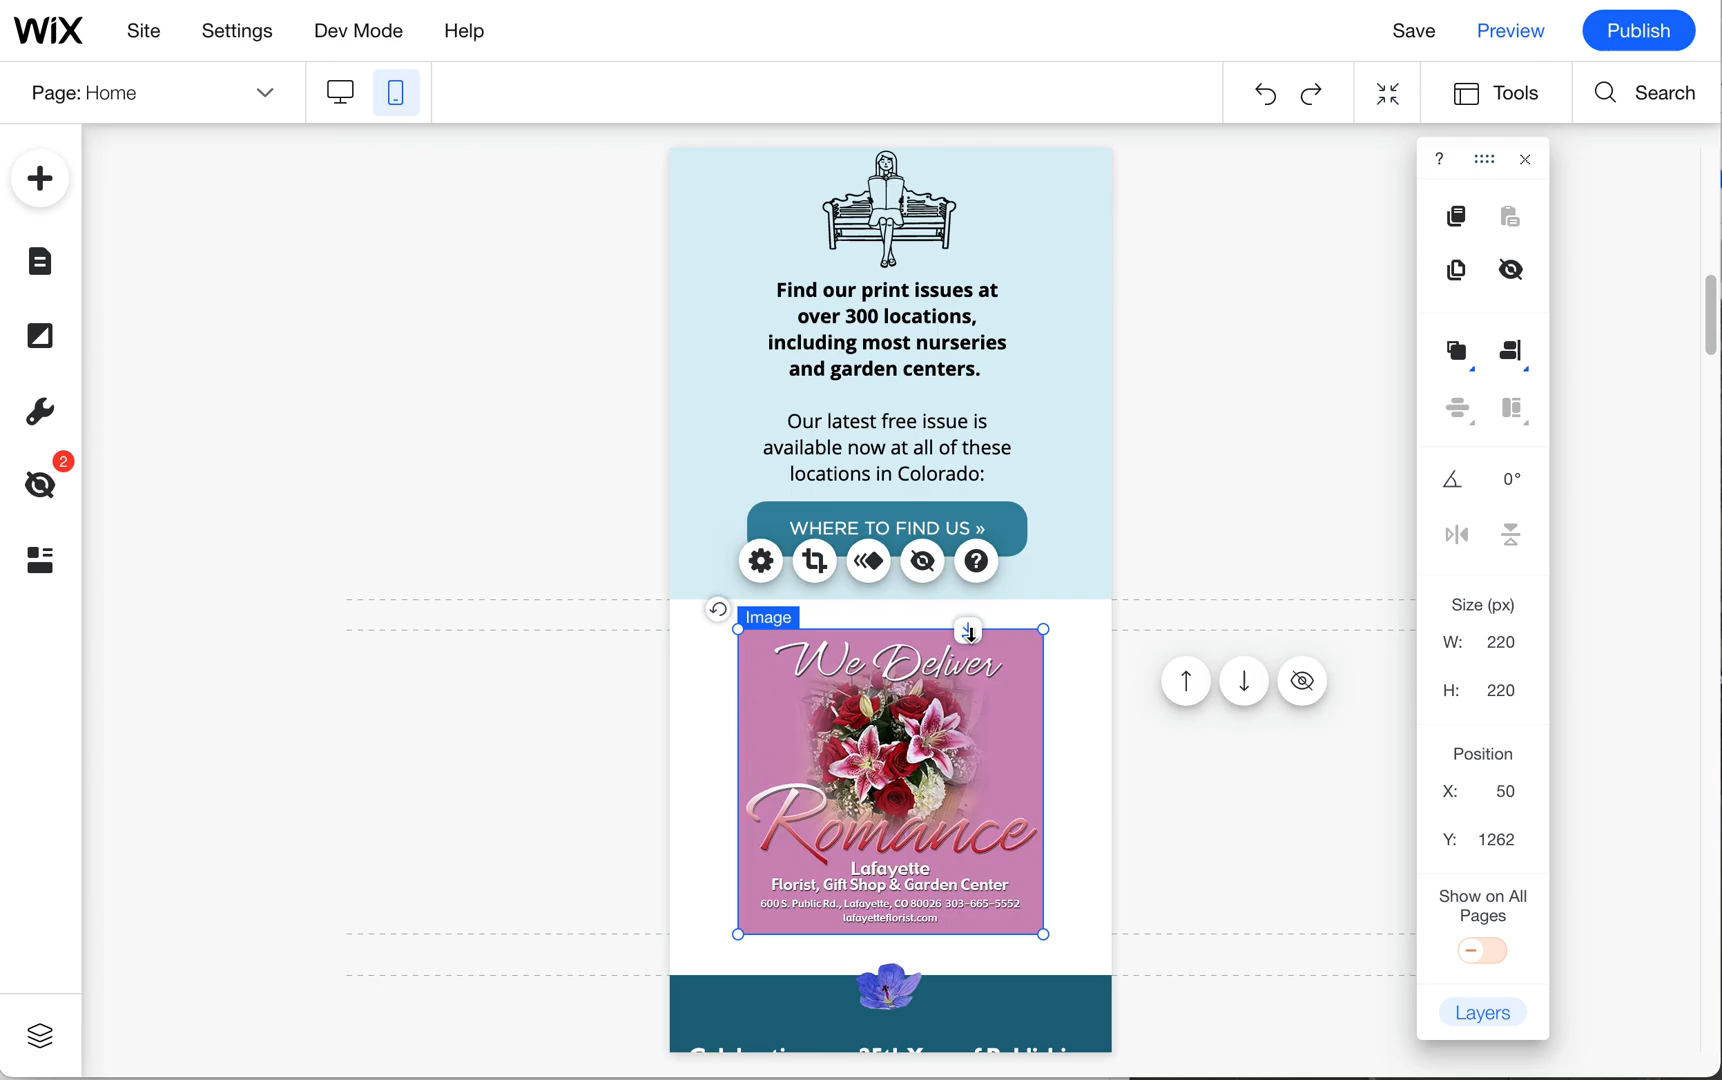 WiX
Site
Settings
Dev Mode
Help
Save
Preview
Publish
Page: Home
Tools
Search
?
Find our print issues at
over 300 locations,
including most nurseries
and garden centers.
Our latest free issue is
available now at all of these
locations in Colorado:
WHERE TO FIND US »
2
?
Image
We Deliver
Romance
Lafayette
Florist, Gift Shop & Garden Center
600 S. Public Rd., Lafayette, CO 80026 303-665-5552
lafayetteflorist.com
0°
Size (px)
W: 220
H: 220
Position
X: 50
Y: 1262
Show on All
Pages
Layers